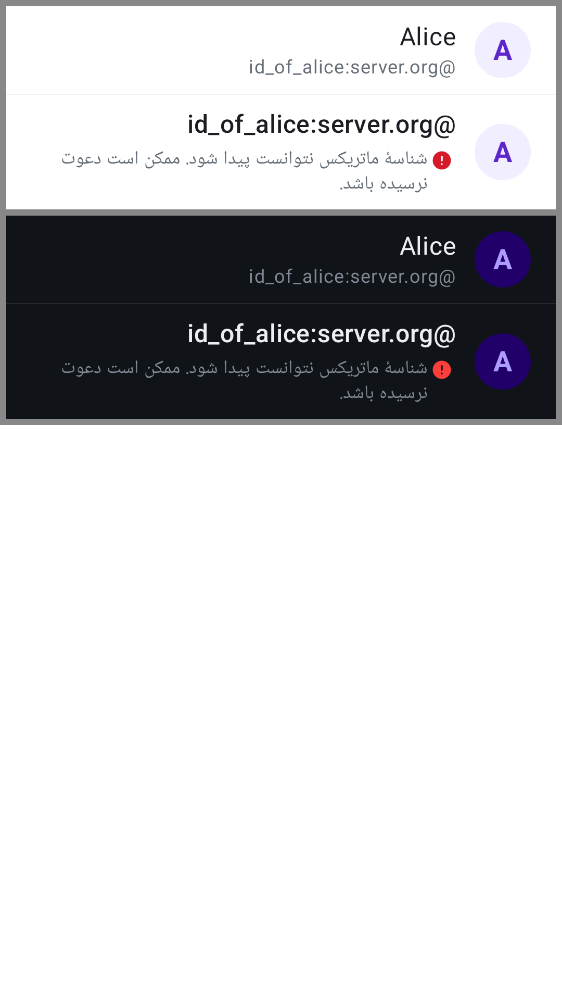 A
Alice
@id_of_alice:server.org
A
@id_of_alice:server.org
شناسهٔ ماتریکس نتوانست پیدا شود. ممکن است دعوت
نرسیده باشد.
A
Alice
@id_of_alice:server.org
A
@id_of_alice:server.org
شناسهٔ ماتریکس نتوانست پیدا شود. ممکن است دعوت
نرسیده باشد.